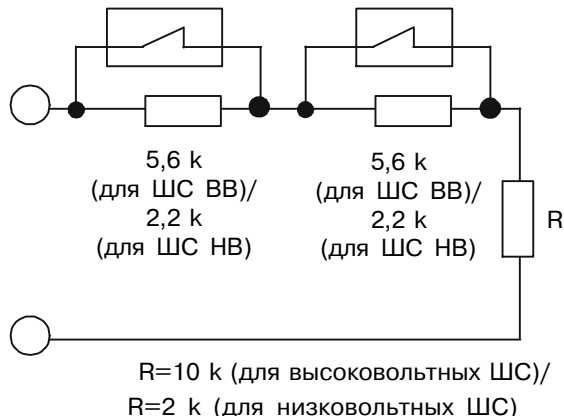 5,6 k
(для ШС ВВ)/
2,2 k
(для ШС НВ)
5,6 k
(для ШС ВВ)/
2,2 k
(для ШС НВ)
R
R=10 k (для высоковольтных ШС)/
R=2 k (для низковольтных ШС)